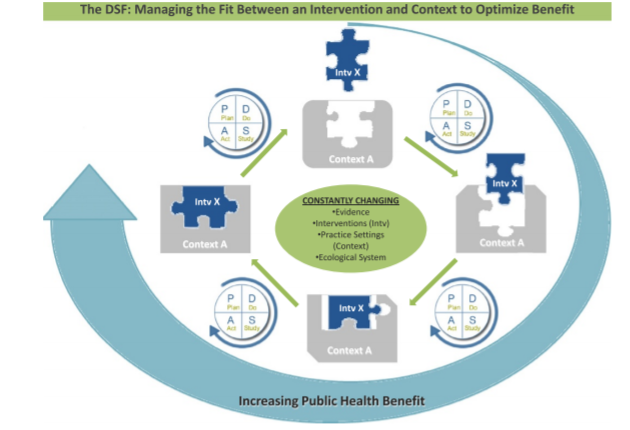 The DSF: Managing the Fit Between an Intervention and Context to Optimize Benefit
Intv X
Context A
P D
Plan Do
A S
Act Study
P D
Plan Do
A S
Act Study
Intv X
Context A
Intv X
Context A
CONSTANTLY CHANGING
•Evidence
•Interventions (Intv)
•Practice Settings
(Context)
•Ecological System
P D
Plan Do
A S
Act Study
P D
Plan Do
A S
Act Study
Intv X
Context A
Increasing Public Health Benefit